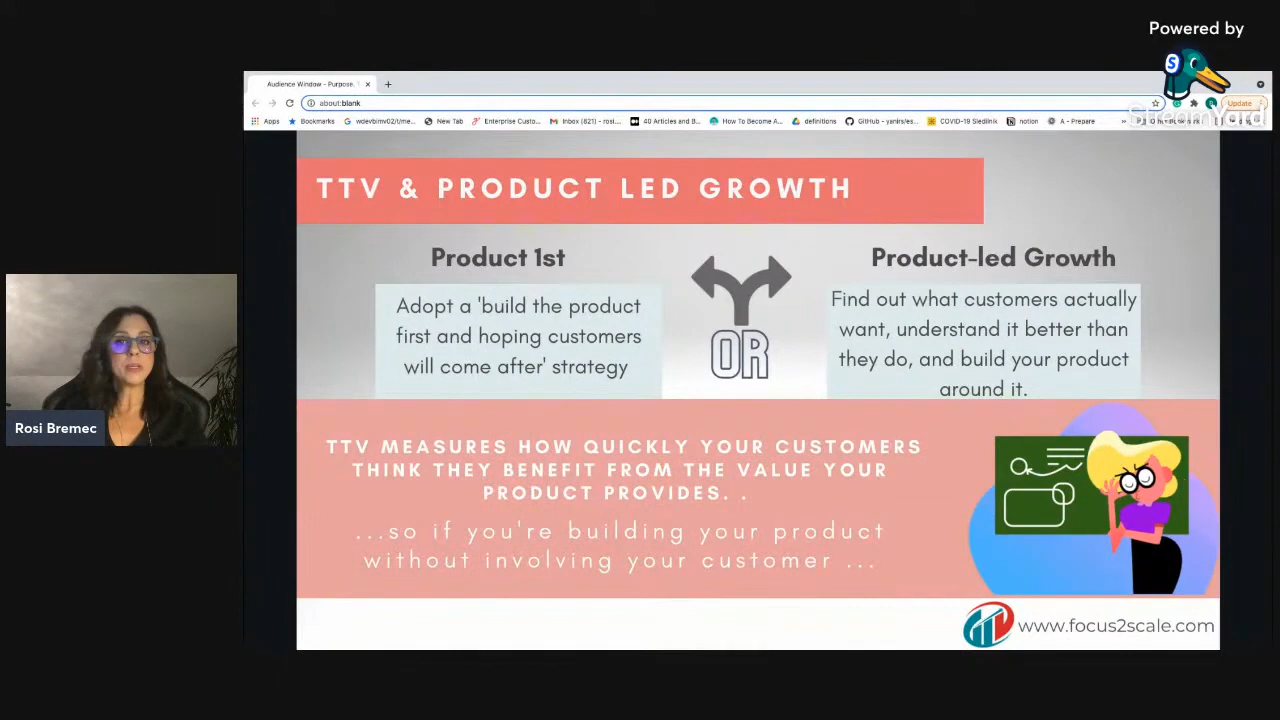 Powered by
S
StreamYard
Audience Window - Purpose.
about:blank
Update
Apps
Bookmarks
wdevbimv02/t/me...
New Tab
Enterprise Custo...
Inbox (821) - rosi....
40 Articles and B...
How To Become A...
definitions
GitHub - yanirs/es...
COVID-19 Sledilnik
notion
A - Prepare
TTV & PRODUCT LED GROWTH
Product 1st
Adopt a 'build the product
first and hoping customers
will come after' strategy
OR
Product-led Growth
Find out what customers actually
want, understand it better than
they do, and build your product
around it.
TTV MEASURES HOW QUICKLY YOUR CUSTOMERS
THINK THEY BENEFIT FROM THE VALUE YOUR
PRODUCT PROVIDES. .
...so if you're building your product
without involving your customer ...
Rosi Bremec
www.focus2scale.com